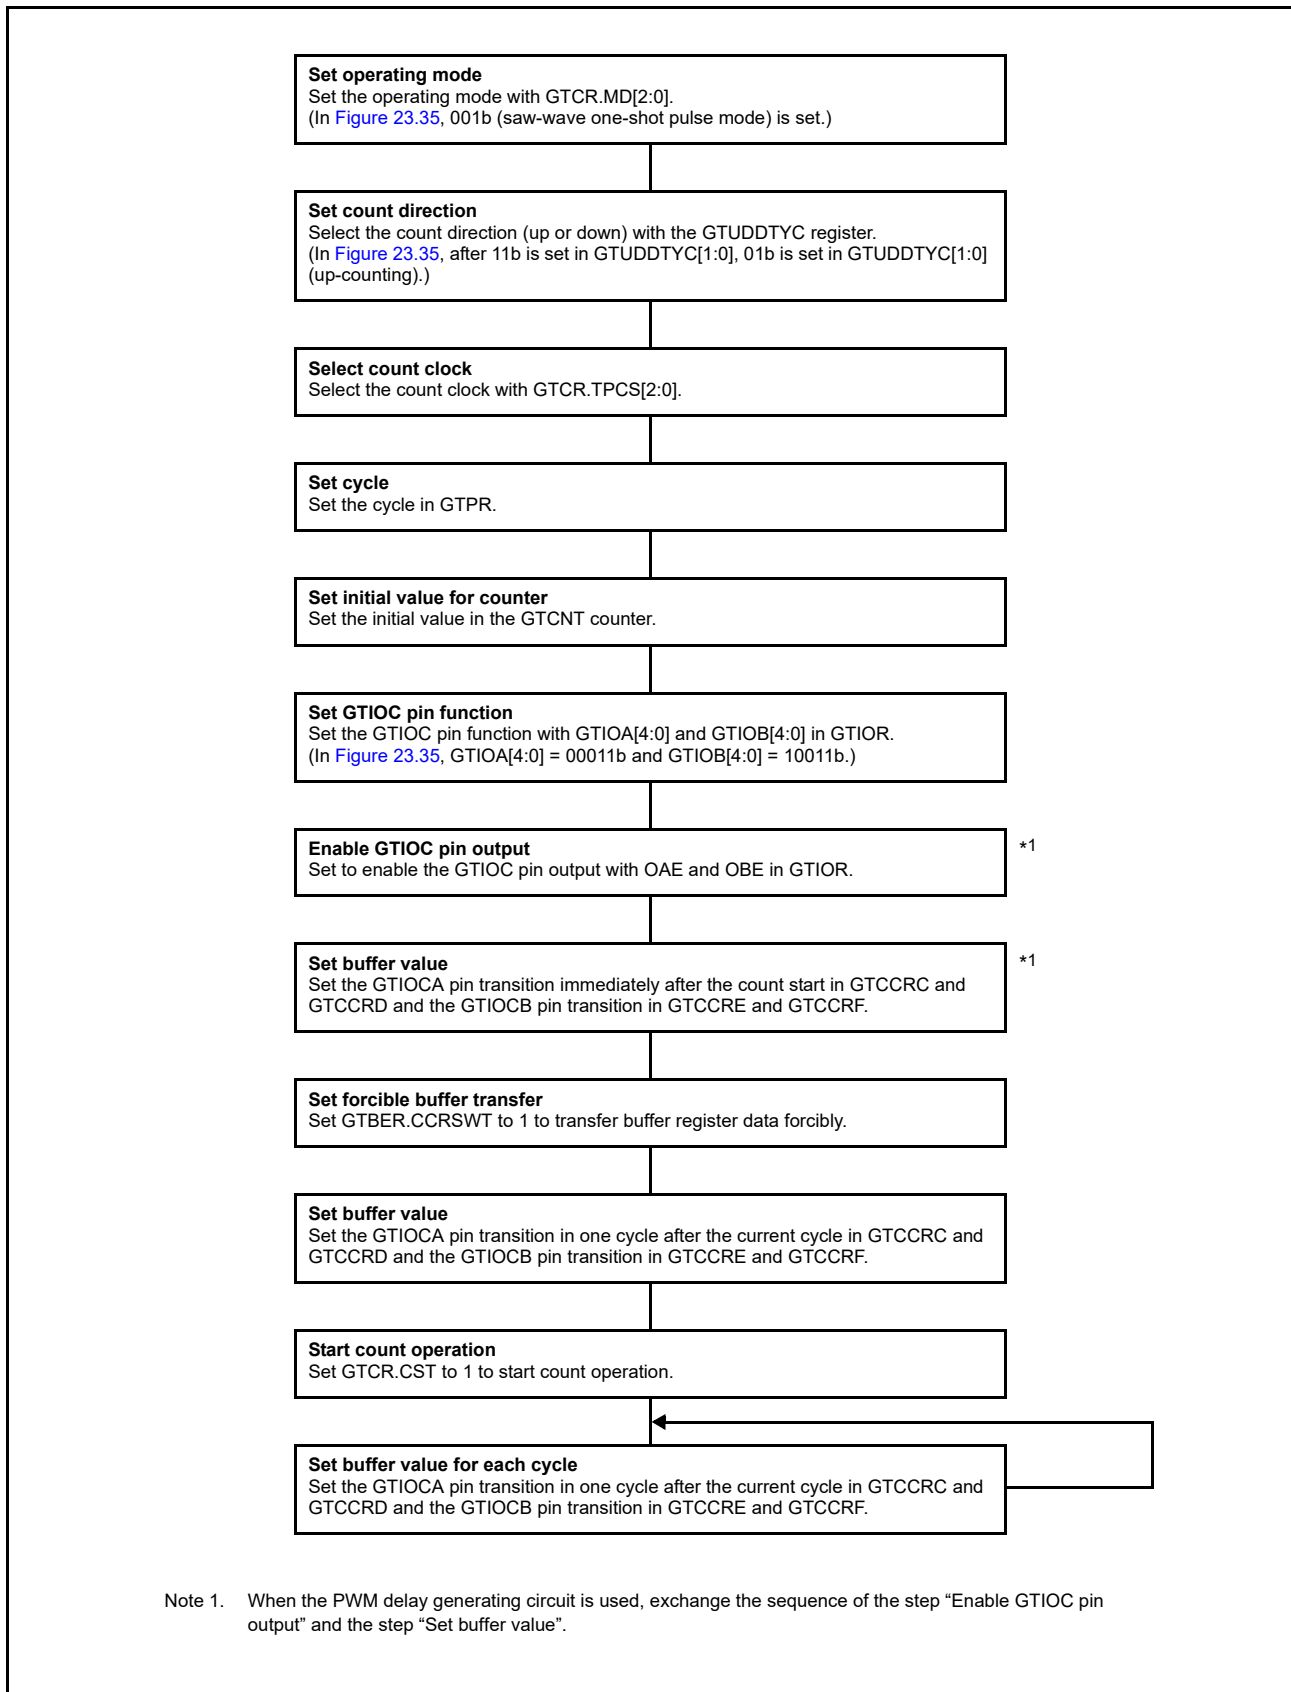 Set operating mode
Set the operating mode with GTCR.MD[2:0].
(In Figure 23.35, 001b (saw-wave one-shot pulse mode) is set.)
Set count direction
Select the count direction (up or down) with the GTUDDTYC register.
(In Figure 23.35, after 11b is set in GTUDDTYC[1:0], 01b is set in GTUDDTYC[1:0]
(up-counting).)
Select count clock
Select the count clock with GTCR.TPCS[2:0].
Set cycle
Set the cycle in GTPR.
Set initial value for counter
Set the initial value in the GTCNT counter.
Set GTIOC pin function
Set the GTIOC pin function with GTIOA[4:0] and GTIOB[4:0] in GTIOR.
(In Figure 23.35, GTIOA[4:0] = 00011b and GTIOB[4:0] = 10011b.)
Enable GTIOC pin output *1
Set to enable the GTIOC pin output with OAE and OBE in GTIOR.
Set buffer value *1
Set the GTIOCA pin transition immediately after the count start in GTCCRC and
GTCCRD and the GTIOCB pin transition in GTCCRE and GTCCRF.
Set forcible buffer transfer
Set GTBER.CCRSWT to 1 to transfer buffer register data forcibly.
Set buffer value
Set the GTIOCA pin transition in one cycle after the current cycle in GTCCRC and
GTCCRD and the GTIOCB pin transition in GTCCRE and GTCCRF.
Start count operation
Set GTCR.CST to 1 to start count operation.
Set buffer value for each cycle
Set the GTIOCA pin transition in one cycle after the current cycle in GTCCRC and
GTCCRD and the GTIOCB pin transition in GTCCRE and GTCCRF.
Note 1. When the PWM delay generating circuit is used, exchange the sequence of the step “Enable GTIOC pin
output” and the step “Set buffer value”.